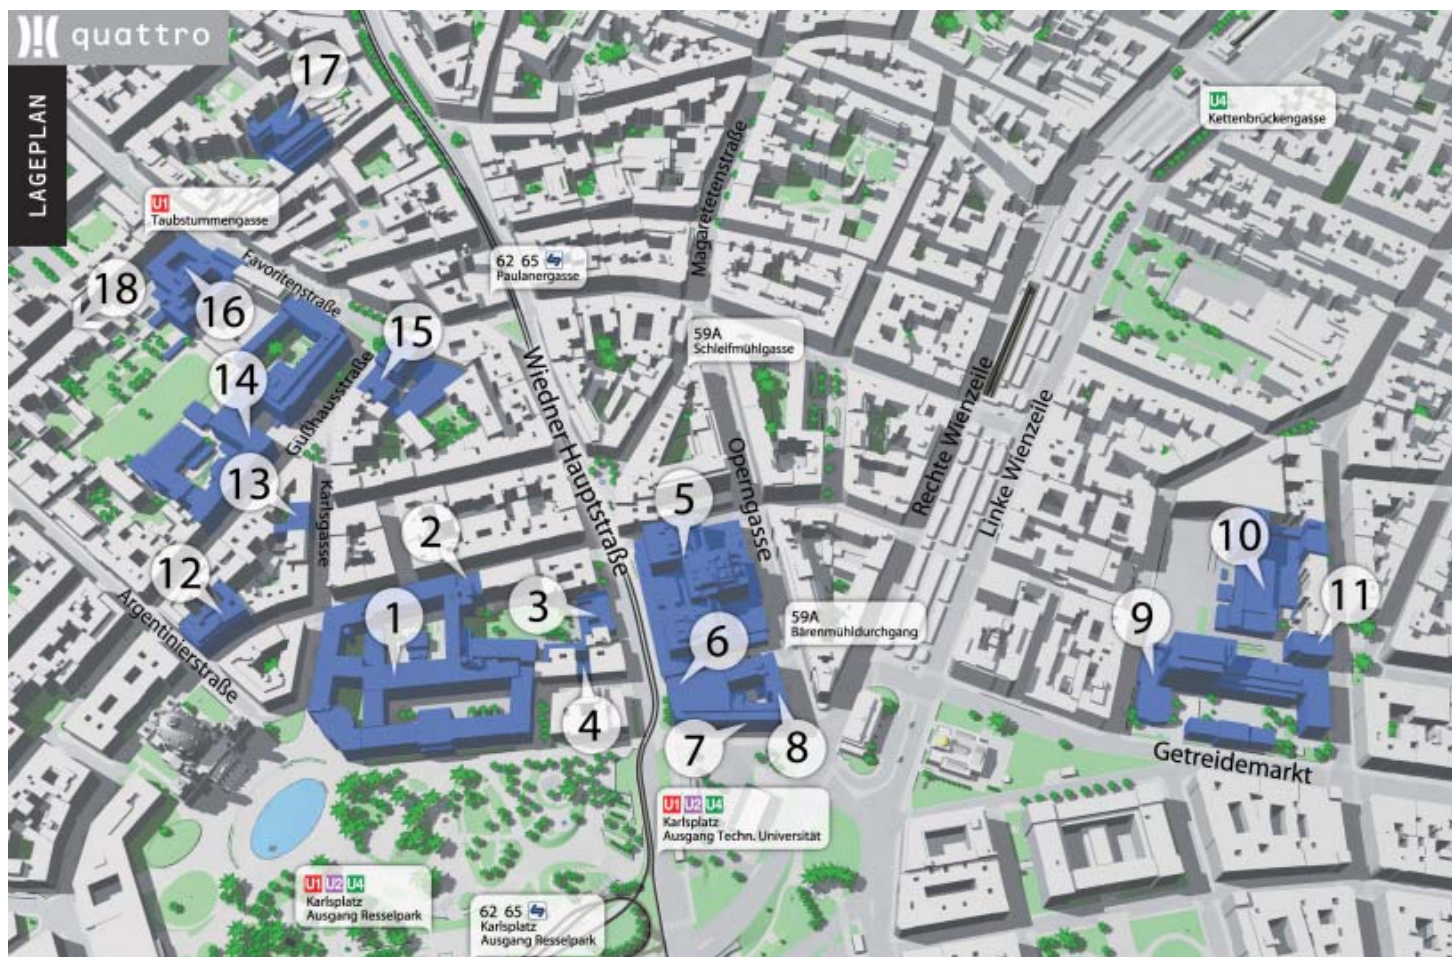 quattro
LAGEPLAN
17
U4
Kettenbrückengasse
U1
Taubstummengasse
Magaretetenstraße
Favoritenstraße
62 65
Paulanergasse
18
16
15
59A
Schleifmühlgasse
14
Gußhausstraße
Wiedner Hauptstraße
Rechte Wienzeile
Linke Wienzeile
Operngasse
13
Karlsgasse
2
5
10
12
Argentinierstraße
1
3
6
59A
Bärenmühldurchgang
9
11
4
7
8
Getreidemarkt
U1 U2 U4
Karlsplatz
Ausgang Techn. Universität
U1 U2 U4
Karlsplatz
Ausgang Resselpark
62 65
Karlsplatz
Ausgang Resselpark